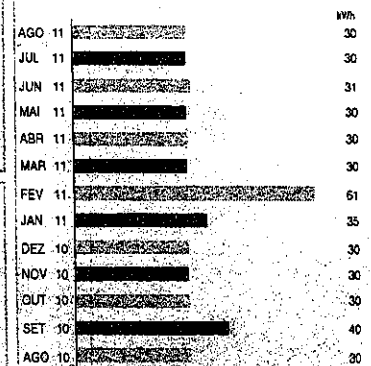 kWh
AGO 11 30
JUL 11 30
JUN 11 31
MAI 11 30
ABR 11 30
MAR 11 30
FEV 11 61
JAN 11 35
DEZ 10 30
NOV 10 30
OUT 10 30
SET 10 40
AGO 10 30